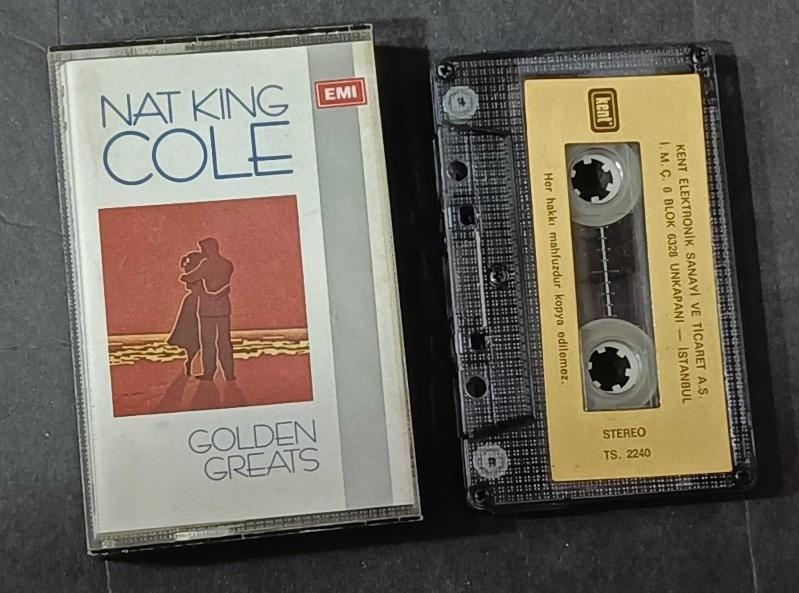 NAT KING
COLE
EMI
GOLDEN
GREATS
kent
KENT ELEKTRONİK SANAYİ VE TİCARET A.Ş.
İ. M. Ç. 6 BLOK 6328 UNKAPANI — İSTANBUL
Her hakkı mahfuzdur kopya edilemez.
STEREO
TS. 2240